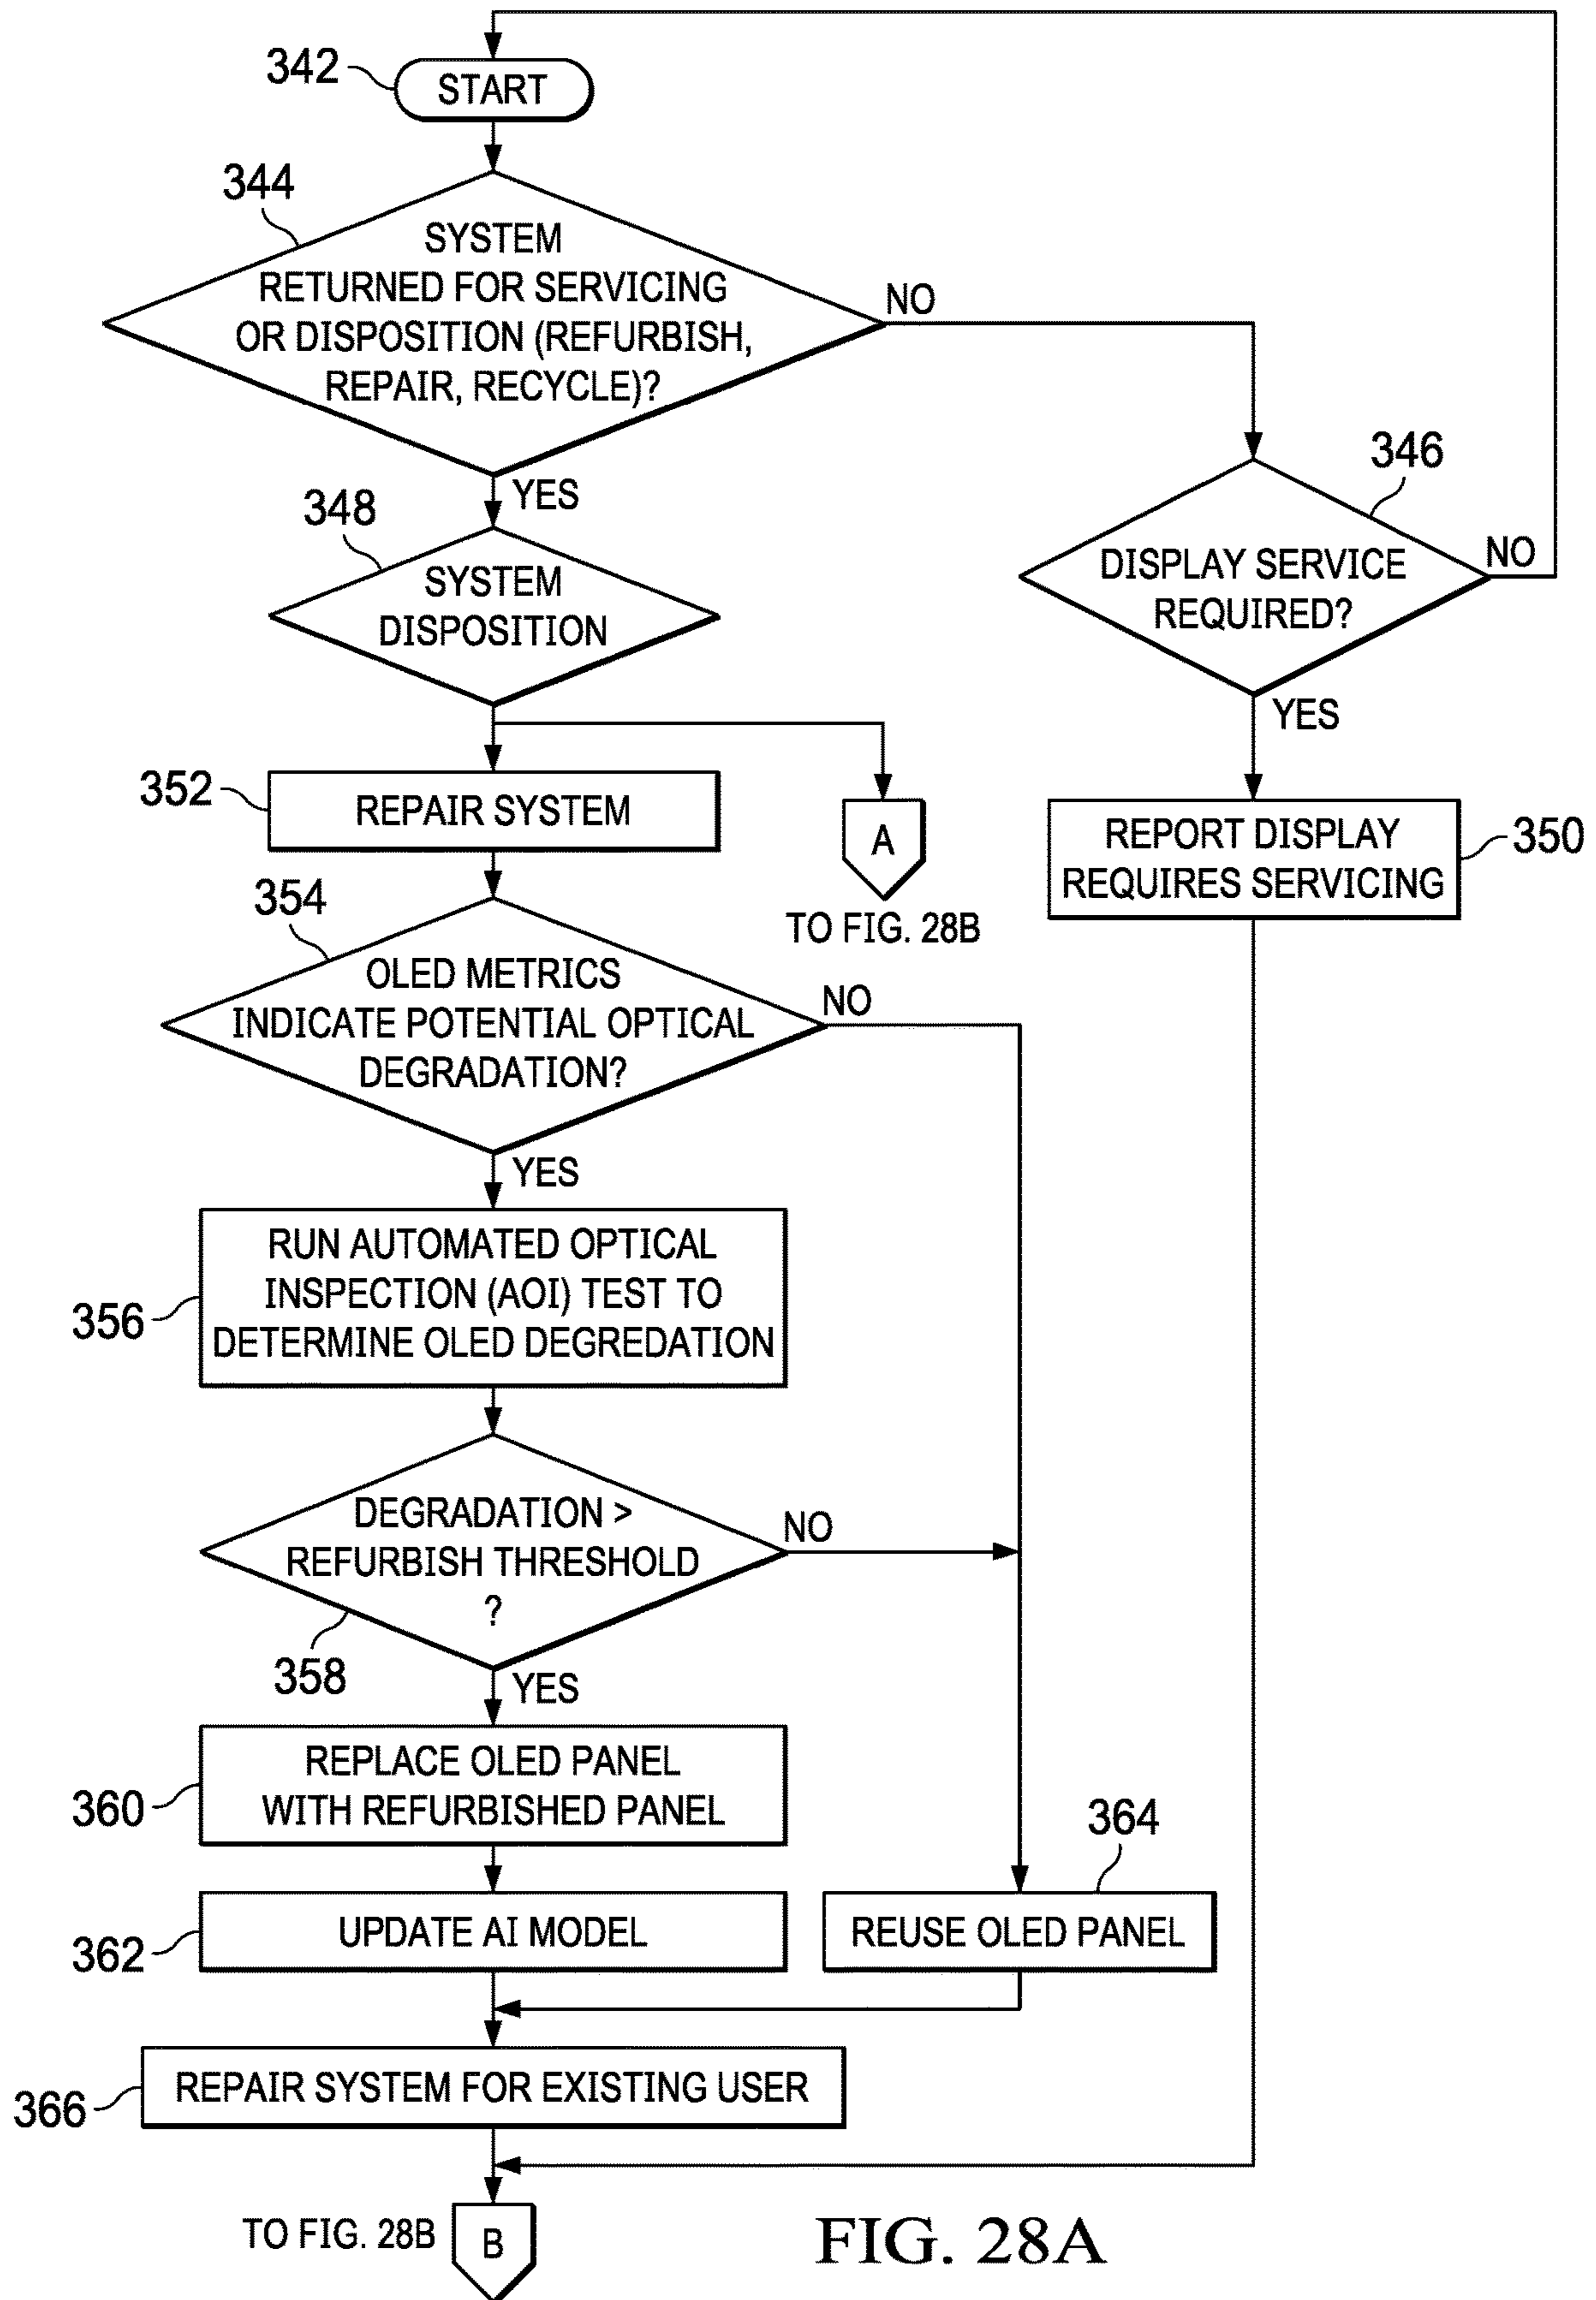 342
START
344
SYSTEM
RETURNED FOR SERVICING
OR DISPOSITION (REFURBISH,
REPAIR, RECYCLE)?
NO
YES
346
DISPLAY SERVICE
REQUIRED?
NO
YES
348
SYSTEM
DISPOSITION
352
REPAIR SYSTEM
A
TO FIG. 28B
REPORT DISPLAY
REQUIRES SERVICING
350
354
OLED METRICS
INDICATE POTENTIAL OPTICAL
DEGRADATION?
NO
YES
356
RUN AUTOMATED OPTICAL
INSPECTION (AOI) TEST TO
DETERMINE OLED DEGREDATION
DEGRADATION >
REFURBISH THRESHOLD
?
NO
358
YES
360
REPLACE OLED PANEL
WITH REFURBISHED PANEL
364
362
UPDATE AI MODEL
REUSE OLED PANEL
366
REPAIR SYSTEM FOR EXISTING USER
TO FIG. 28B
B
FIG. 28A